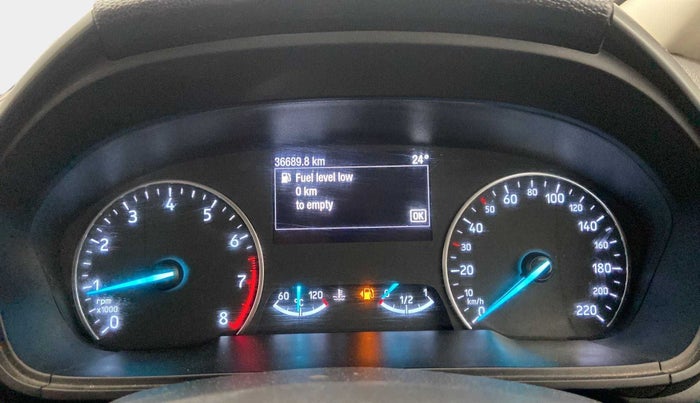 36689.8 km 24°
Fuel level low
0 km
to empty
OK
0 1 2 3 4 5 6 7 8
rpm
x1000
60 120
°C
0 1/2
0 10 20 30 40 50 60 80 100 120 140 160 180 200 220
km/h